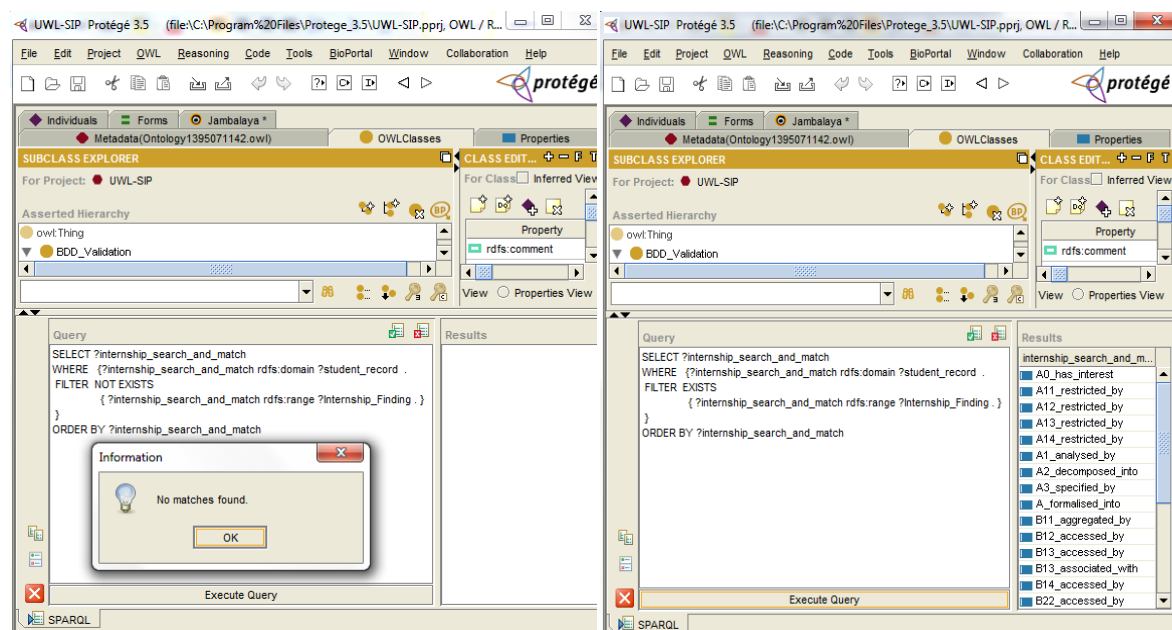 UWL-SIP Protégé 3.5 (file:\C:\Program%20Files\Protege_3.5\UWL-SIP.pprj, OWL / R...
File Edit Project OWL Reasoning Code Tools BioPortal Window Collaboration Help
protégé
Individuals Forms Jambalaya *
Metadata(Ontology1395071142.owl) OWLClasses Properties
SUBCLASS EXPLORER CLASS EDIT...
For Project: UWL-SIP For Class Inferred View
Asserted Hierarchy BP
owl:Thing Property
BDD_Validation rdfs:comment
View Properties View
Query Results
SELECT ?internship_search_and_match
WHERE {?internship_search_and_match rdfs:domain ?student_record .
FILTER NOT EXISTS
{ ?internship_search_and_match rdfs:range ?Internship_Finding . }
}
ORDER BY ?internship_search_and_match
Information
No matches found.
OK
Execute Query
SPARQL
UWL-SIP Protégé 3.5 (file:\C:\Program%20Files\Protege_3.5\UWL-SIP.pprj, OWL / R...
File Edit Project OWL Reasoning Code Tools BioPortal Window Collaboration Help
protégé
Individuals Forms Jambalaya *
Metadata(Ontology1395071142.owl) OWLClasses Properties
SUBCLASS EXPLORER CLASS EDIT...
For Project: UWL-SIP For Class Inferred View
Asserted Hierarchy BP
owl:Thing Property
BDD_Validation rdfs:comment
View Properties View
Query Results
SELECT ?internship_search_and_match
WHERE {?internship_search_and_match rdfs:domain ?student_record .
FILTER EXISTS
{ ?internship_search_and_match rdfs:range ?Internship_Finding . }
}
ORDER BY ?internship_search_and_match
internship_search_and_m...
A0_has_interest
A11_restricted_by
A12_restricted_by
A13_restricted_by
A14_restricted_by
A1_analysed_by
A2_decomposed_into
A3_specified_by
A_formalised_into
B11_aggregated_by
B12_accessed_by
B13_accessed_by
B13_associated_with
B14_accessed_by
B22_accessed_by
Execute Query
SPARQL